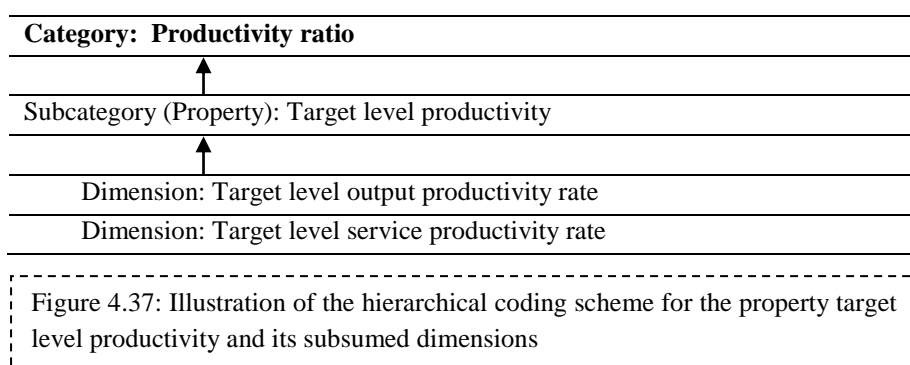 Category: Productivity ratio
Subcategory (Property): Target level productivity
Dimension: Target level output productivity rate
Dimension: Target level service productivity rate
Figure 4.37: Illustration of the hierarchical coding scheme for the property target
level productivity and its subsumed dimensions